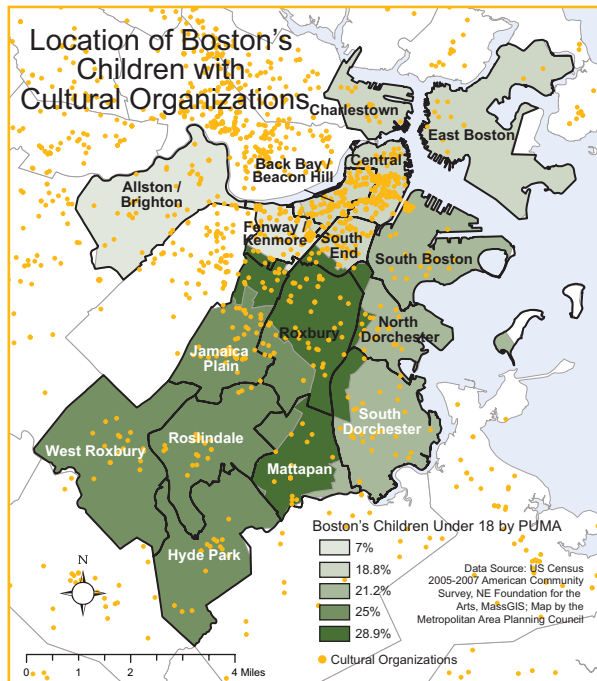 Location of Boston's
Children with
Cultural Organizations
Charlestown
East Boston
Central
Back Bay /
Beacon Hill
Allston /
Brighton
Fenway /
Kenmore
South
End
South Boston
North
Dorchester
Roxbury
Jamaica
Plain
South
Dorchester
West Roxbury
Roslindale
Mattapan
Hyde Park
Boston's Children Under 18 by PUMA
7%
18.8%
21.2%
25%
28.9%
Cultural Organizations
Data Source: US Census
2005-2007 American Community
Survey, NE Foundation for the
Arts, MassGIS; Map by the
Metropolitan Area Planning Council
N
0 1 2 4 Miles